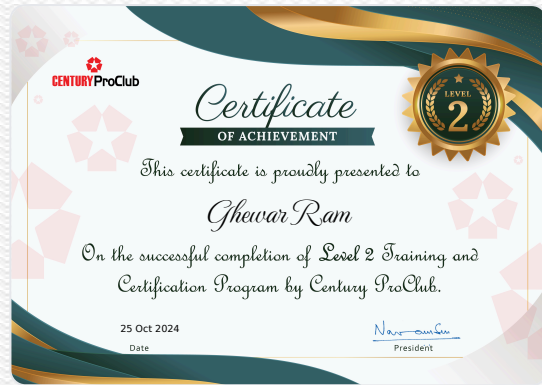 CENTURY ProClub
Certificate
OF ACHIEVEMENT
LEVEL
2
This certificate is proudly presented to
Ghewar Ram
On the successful completion of Level 2 Training and
Certification Program by Century ProClub.
25 Oct 2024
Date
President